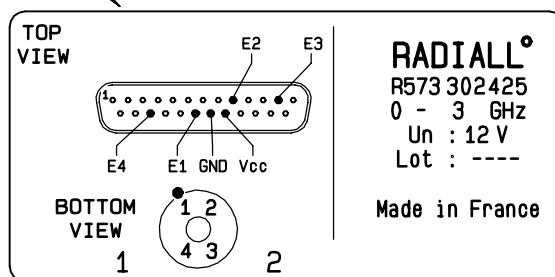 TOP
VIEW
E2 E3
1
E4 E1 GND Vcc
BOTTOM
VIEW
1 2
4 3
1 2
RADIALL°
R573 302425
0 - 3 GHz
Un : 12 V
Lot : ----
Made in France